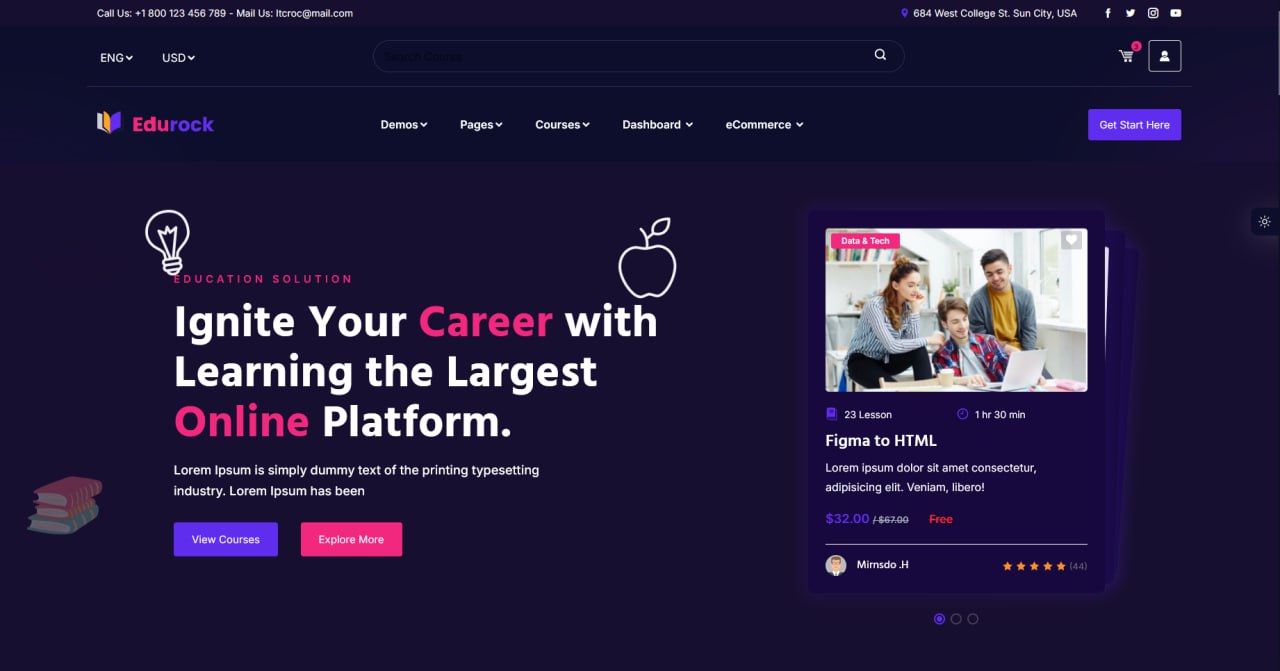 Call Us: +1 800 123 456 789 - Mail Us: Itcroc@mail.com
684 West College St. Sun City, USA
ENG
USD
Search Course
3
Edurock
Demos
Pages
Courses
Dashboard
eCommerce
Get Start Here
EDUCATION SOLUTION
Ignite Your Career with
Learning the Largest
Online Platform.
Lorem Ipsum is simply dummy text of the printing typesetting
industry. Lorem Ipsum has been
View Courses
Explore More
Data & Tech
23 Lesson
1 hr 30 min
Figma to HTML
Lorem ipsum dolor sit amet consectetur,
adipisicing elit. Veniam, libero!
$32.00 / $67.00 Free
Mirnsdo .H
(44)